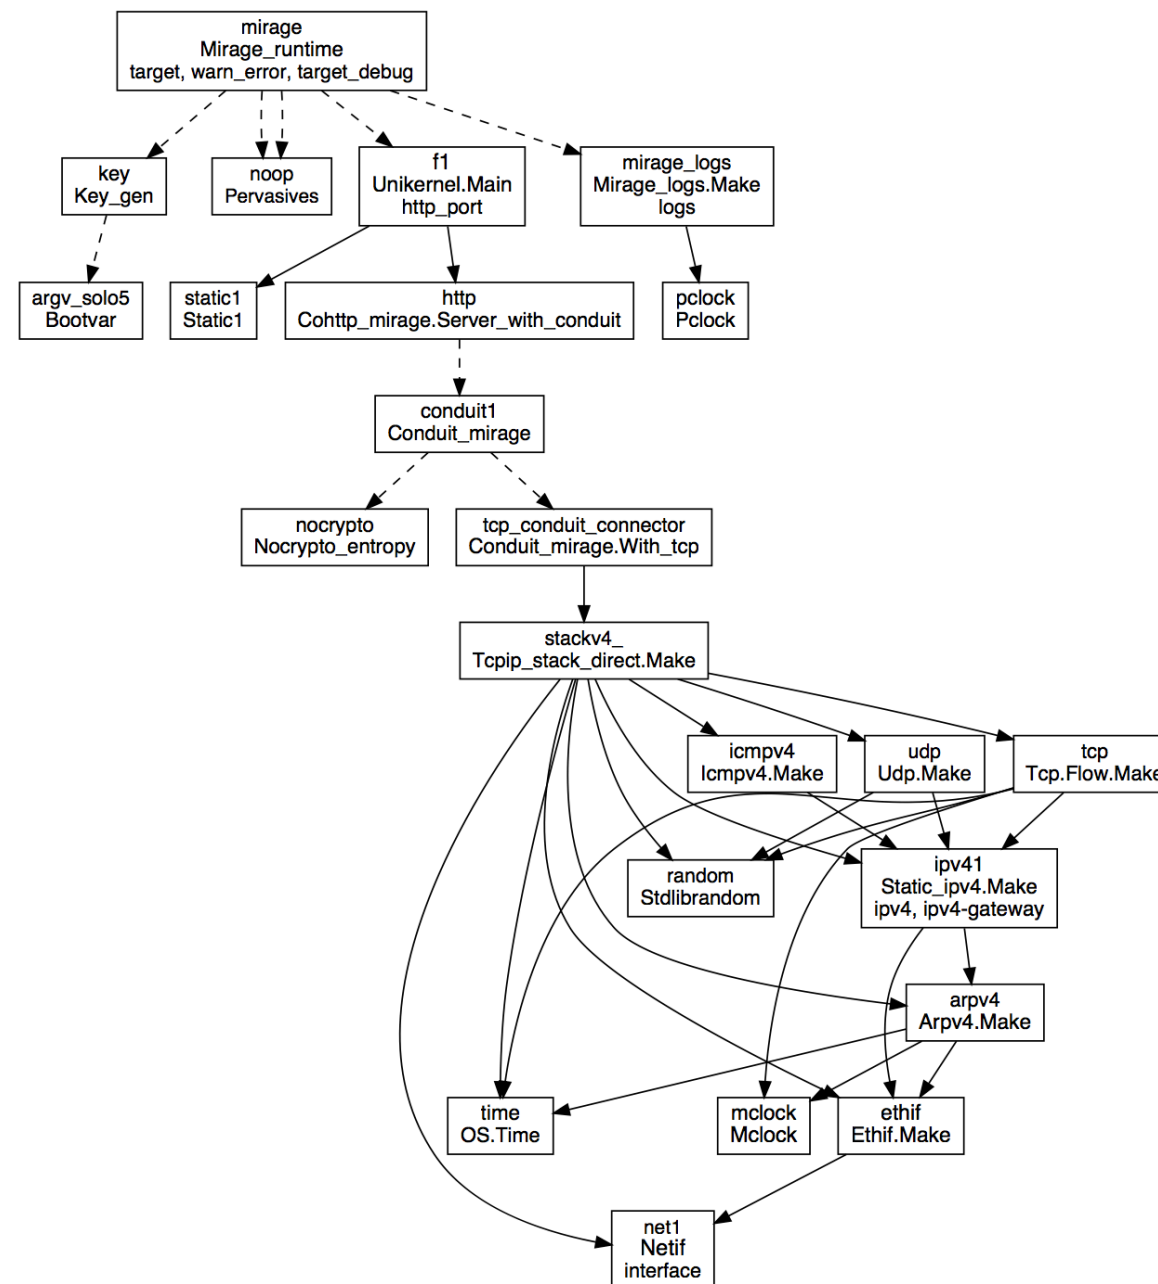 mirage
Mirage_runtime
target, warn_error, target_debug
key
Key_gen
noop
Pervasives
f1
Unikernel.Main
http_port
mirage_logs
Mirage_logs.Make
logs
argv_solo5
Bootvar
static1
Static1
http
Cohttp_mirage.Server_with_conduit
pclock
Pclock
conduit1
Conduit_mirage
nocrypto
Nocrypto_entropy
tcp_conduit_connector
Conduit_mirage.With_tcp
stackv4_
Tcpip_stack_direct.Make
icmpv4
Icmpv4.Make
udp
Udp.Make
tcp
Tcp.Flow.Make
random
Stdlibrandom
ipv41
Static_ipv4.Make
ipv4, ipv4-gateway
arpv4
Arpv4.Make
time
OS.Time
mclock
Mclock
ethif
Ethif.Make
net1
Netif
interface